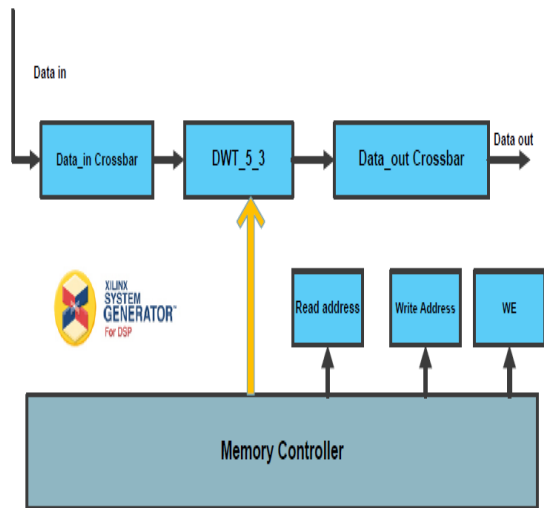 Data in
Data_in Crossbar
DWT_5_3
Data_out Crossbar
Data out
XILINX
SYSTEM
GENERATOR™
For DSP
Read address
Write Address
WE
Memory Controller